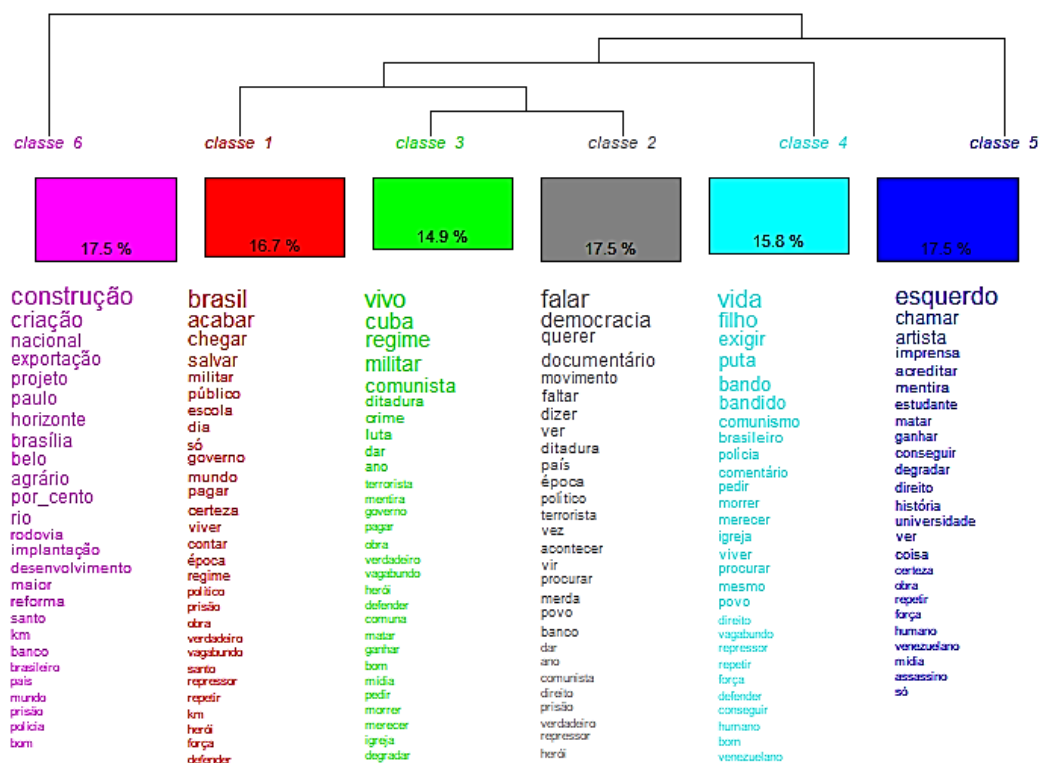 classe 6
classe 1
classe 3
classe 2
classe 4
classe 5
17.5 %
16.7 %
14.9 %
17.5 %
15.8 %
17.5 %
construção
criação
nacional
exportação
projeto
paulo
horizonte
brasília
belo
agrário
por_cento
rio
rodovia
implantação
desenvolvimento
maior
reforma
santo
km
banco
brasileiro
país
mundo
prisão
polícia
bom
brasil
acabar
chegar
salvar
militar
público
escola
dia
só
governo
mundo
pagar
certeza
viver
contar
época
regime
político
prisão
obra
verdadeiro
vagabundo
santo
repressor
repetir
km
herói
força
defender
vivo
cuba
regime
militar
comunista
ditadura
crime
luta
dar
ano
terrorista
mentira
governo
pagar
obra
verdadeiro
vagabundo
herói
defender
comuna
matar
ganhar
bom
mídia
pedir
morrer
merecer
igreja
degradar
falar
democracia
querer
documentário
movimento
faltar
dizer
ver
ditadura
país
época
político
terrorista
vez
acontecer
vir
procurar
merda
povo
banco
dar
ano
comunista
direito
prisão
verdadeiro
repressor
herói
vida
filho
exigir
puta
bando
bandido
comunismo
brasileiro
polícia
comentário
pedir
morrer
merecer
igreja
viver
procurar
mesmo
povo
direito
vagabundo
repressor
repetir
força
defender
conseguir
humano
bom
venezuelano
esquerdo
chamar
artista
imprensa
acreditar
mentira
estudante
matar
ganhar
conseguir
degradar
direito
história
universidade
ver
coisa
certeza
obra
repetir
força
humano
venezuelano
mídia
assassino
só